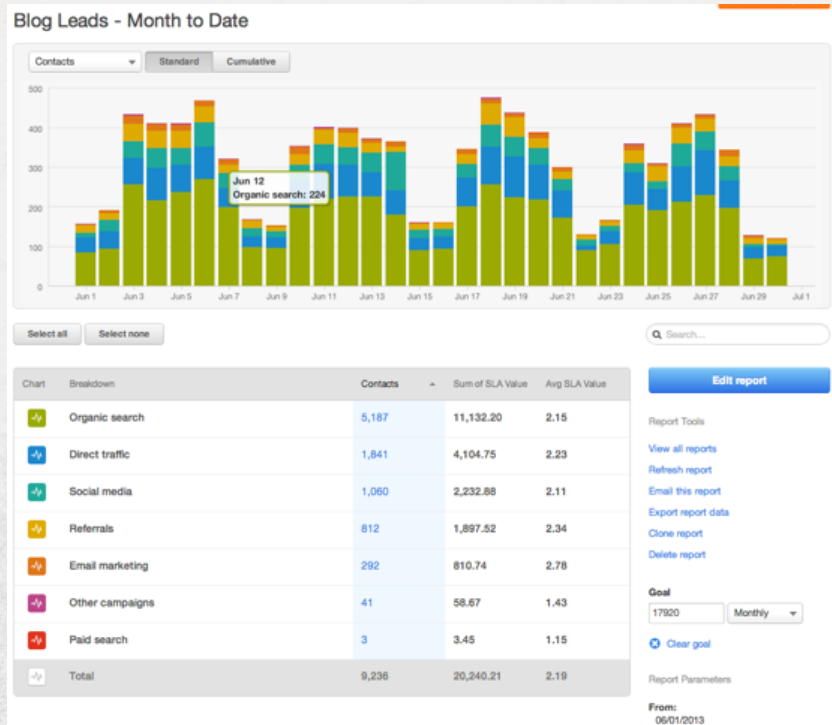 Blog Leads - Month to Date
Contacts Standard Cumulative
500
400
300
200
100
0
Jun 12
Organic search: 224
Jun 1 Jun 3 Jun 5 Jun 7 Jun 9 Jun 11 Jun 13 Jun 15 Jun 17 Jun 19 Jun 21 Jun 23 Jun 25 Jun 27 Jun 29 Jul 1
Select all Select none Search...
Chart Breakdown Contacts Sum of SLA Value Avg SLA Value
Organic search 5,187 11,132.20 2.15
Direct traffic 1,841 4,104.75 2.23
Social media 1,060 2,232.88 2.11
Referrals 812 1,897.52 2.34
Email marketing 292 810.74 2.78
Other campaigns 41 58.67 1.43
Paid search 3 3.45 1.15
Total 9,236 20,240.21 2.19
Edit report
Report Tools
View all reports
Refresh report
Email this report
Export report data
Clone report
Delete report
Goal
17920 Monthly
Clear goal
Report Parameters
From:
06/01/2013